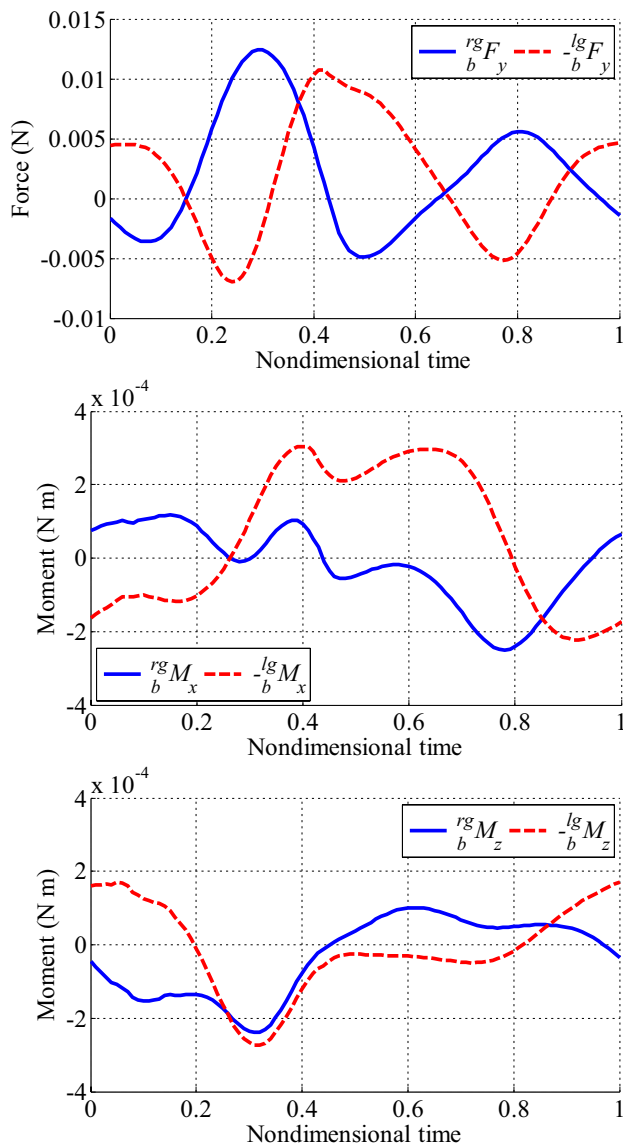 0.015
0.01
0.005
0
-0.005
-0.01
Force (N)
rg b F y -lg b F y
0 0.2 0.4 0.6 0.8 1
Nondimensional time
x 10 -4
4
2
0
-2
-4
Moment (N m)
rg b M x -lg b M x
0 0.2 0.4 0.6 0.8 1
Nondimensional time
x 10 -4
4
2
0
-2
-4
Moment (N m)
rg b M z -lg b M z
0 0.2 0.4 0.6 0.8 1
Nondimensional time